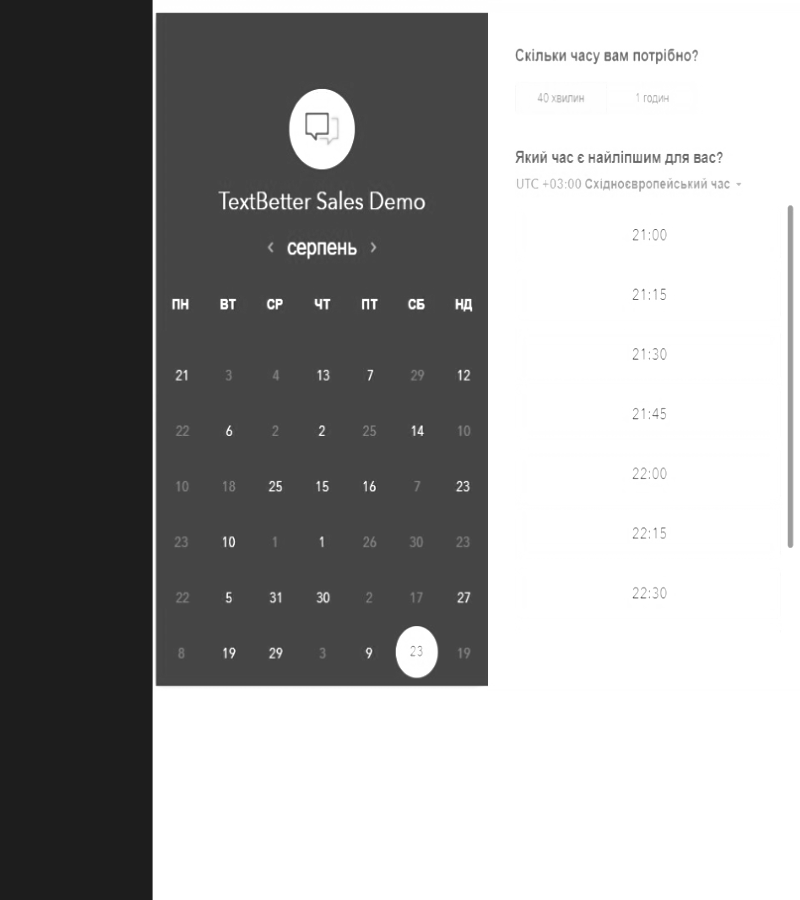 TextBetter Sales Demo
‹ серпень ›
ПН ВТ СР ЧТ ПТ СБ НД
21 3 4 13 7 29 12
22 6 2 2 25 14 10
10 18 25 15 16 7 23
23 10 1 1 26 30 23
22 5 31 30 2 17 27
8 19 29 3 9 23 19
Скільки часу вам потрібно?
40 хвилин 1 годин
Який час є найліпшим для вас?
UTC +03:00 Східноєвропейський час
21:00
21:15
21:30
21:45
22:00
22:15
22:30